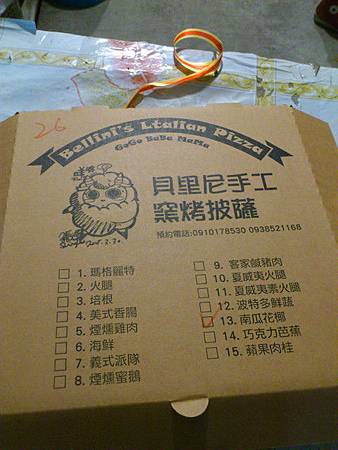 26
Bellini's Ltalian Pizza
GoGo BaBe MaMa
貝里尼手工
窯烤披薩
預約電話:0910178530 0938521168
1. 瑪格麗特
2. 火腿
3. 培根
4. 美式香腸
5. 煙燻雞肉
6. 海鮮
7. 義式派隊
8. 煙燻蜜鵝
9. 客家鹹豬肉
10. 夏威夷火腿
11. 夏威夷素火腿
12. 波特多鮮蔬
13. 南瓜花椰
14. 巧克力芭蕉
15. 蘋果肉桂